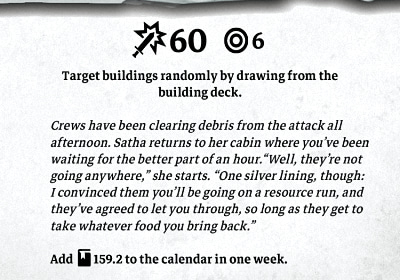 60 6
Target buildings randomly by drawing from the
building deck.
Crews have been clearing debris from the attack all
afternoon. Satha returns to her cabin where you’ve been
waiting for the better part of an hour.“Well, they’re not
going anywhere,” she starts. “One silver lining, though:
I convinced them you’ll be going on a resource run, and
they’ve agreed to let you through, so long as they get to
take whatever food you bring back.”
Add 159.2 to the calendar in one week.